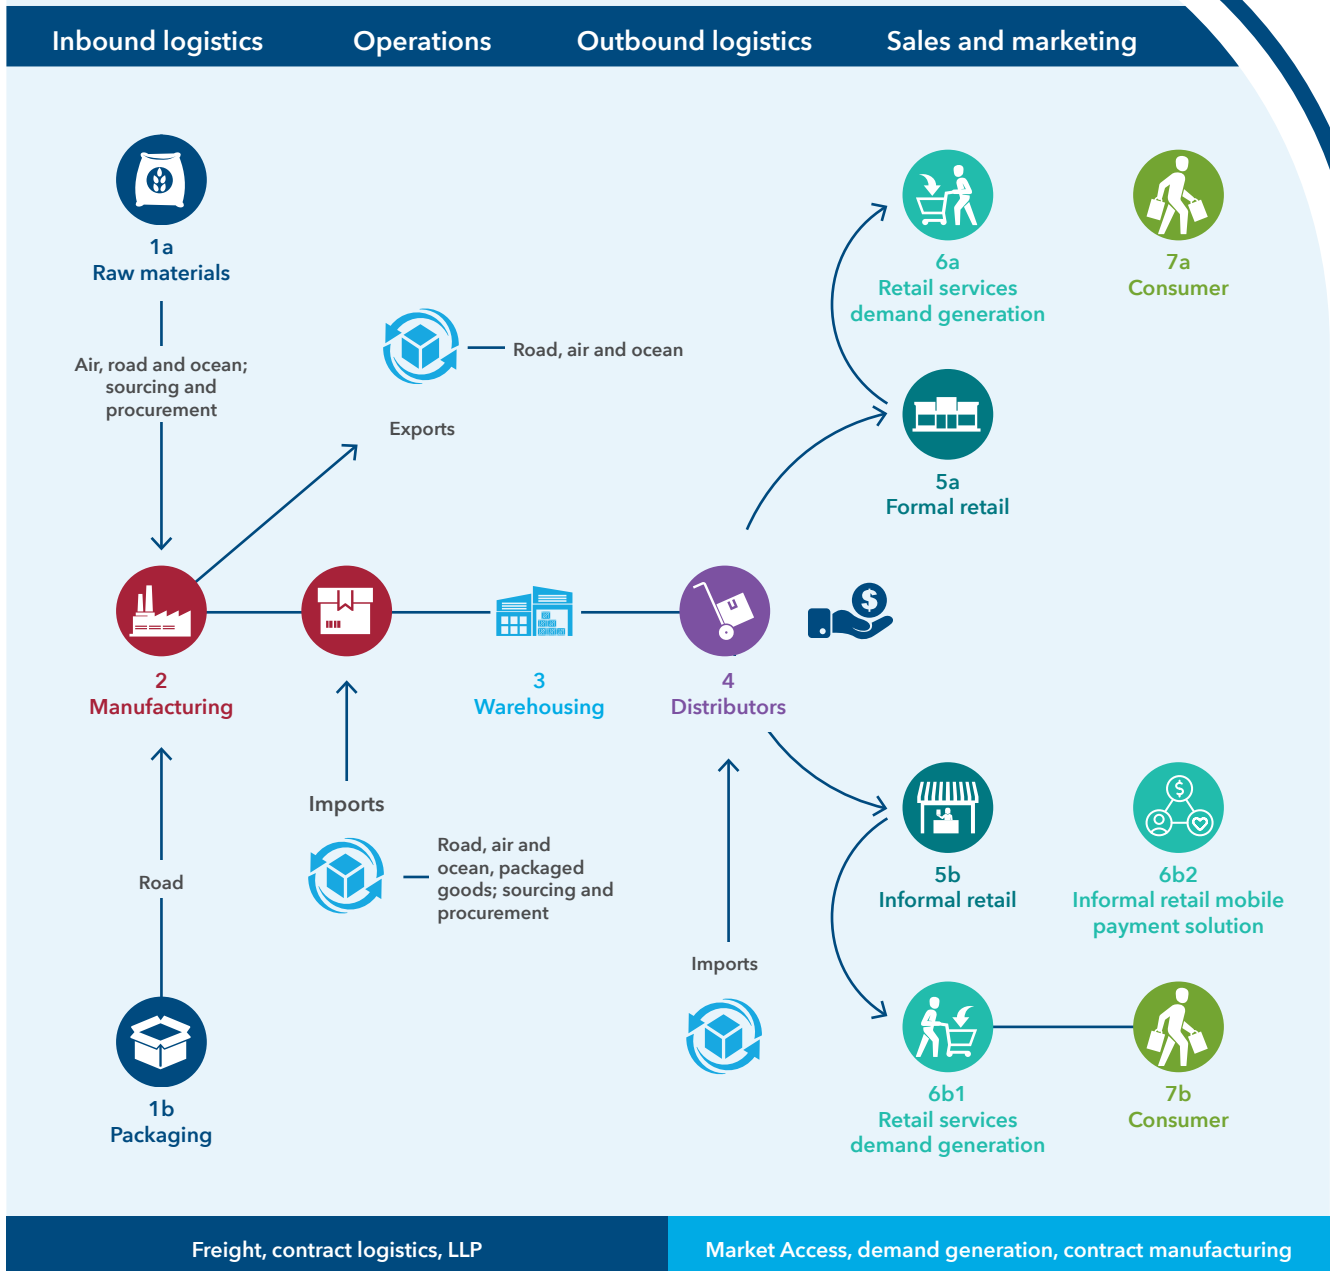 Inbound logistics
Operations
Outbound logistics
Sales and marketing
1a
Raw materials
Air, road and ocean;
sourcing and
procurement
Road, air and ocean
Exports
6a
Retail services
demand generation
7a
Consumer
5a
Formal retail
$
2
Manufacturing
3
Warehousing
4
Distributors
Imports
Road, air and
ocean, packaged
goods; sourcing and
procurement
Road
$
5b
Informal retail
6b2
Informal retail mobile
payment solution
Imports
1b
Packaging
6b1
Retail services
demand generation
7b
Consumer
Freight, contract logistics, LLP
Market Access, demand generation, contract manufacturing